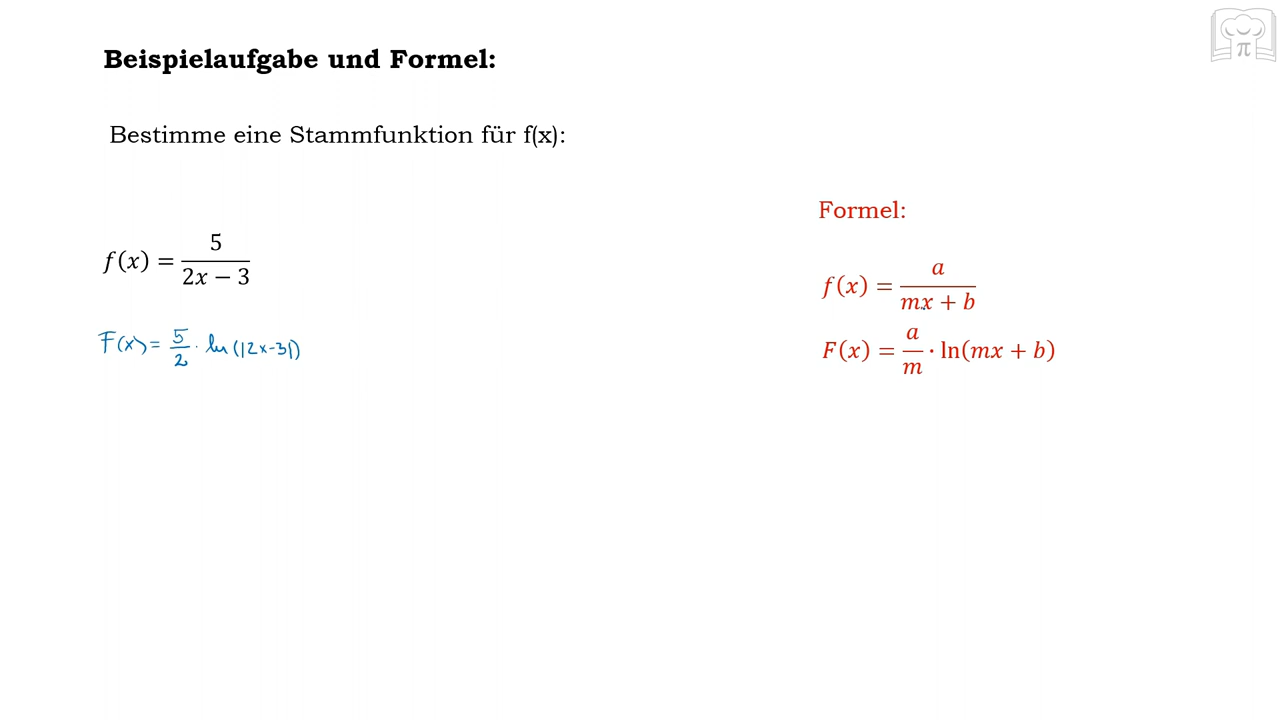 Beispielaufgabe und Formel:
Bestimme eine Stammfunktion für f(x):
f(x) = 5/(2x − 3)
F(x) = 5/2 · ln(|2x-3|)
Formel:
f(x) = a/(mx + b)
F(x) = a/m · ln(mx + b)
π